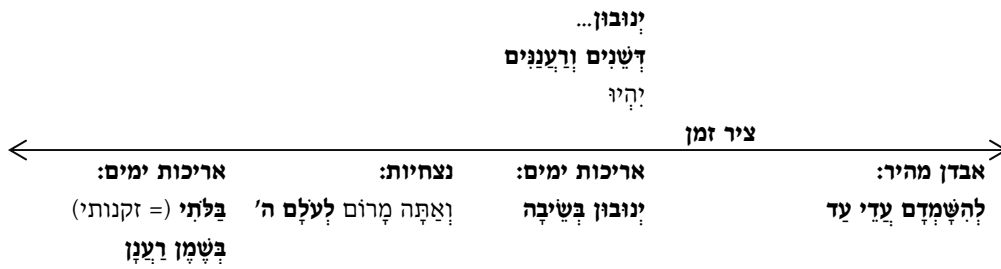 יְנוּבוּן...
דְּשֵׁנִים וְרַעֲנַנִּים
יִהְיוּ
ציר זמן
אבדן מהיר:
לְהִשָּׁמְדָם עֲדֵי עַד
אריכות ימים:
יְנוּבוּן בְּשֵׂיבָה
נצחיות:
וְאַתָּה מָרוֹם לְעֹלָם ה'
אריכות ימים:
בַּלֹּתִי (= זקנותי)
בְּשֶׁמֶן רַעֲנָן